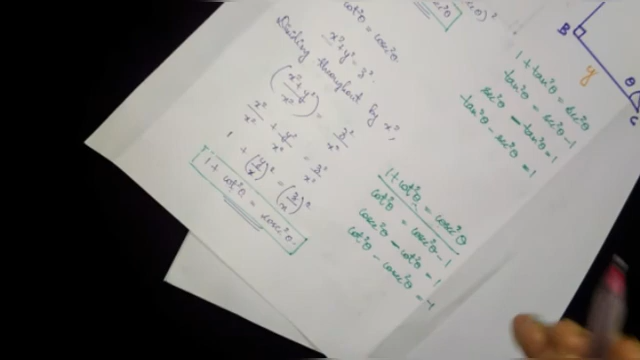 cot²θ = cosec²θ
Dividing throughout by x²,
x² + y² = z²
(x² + y² / x²) = z² / x²
x²/x² + y²/x² = z²/x²
1 + (y/x)² = (z/x)²
1 + cot²θ = cosec²θ
1 + tan²θ = sec²θ
tan²θ = sec²θ - 1
sec²θ - tan²θ = 1
tan²θ - sec²θ = -1
1 + cot²θ = cosec²θ
cot²θ = cosec²θ - 1
cosec²θ - cot²θ = 1
cot²θ - cosec²θ = -1
B
y
θ
C